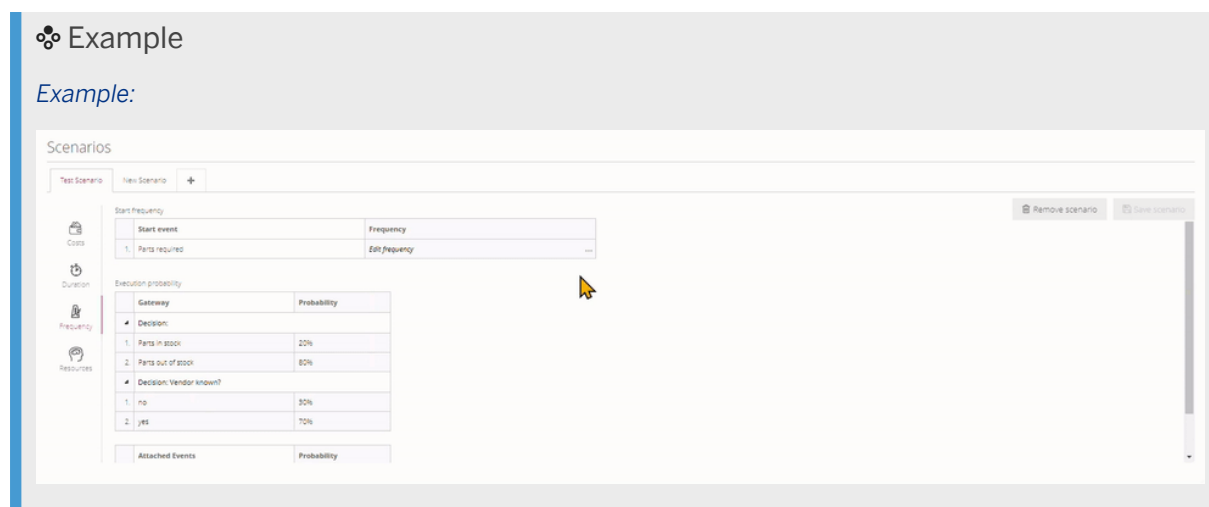 Example
Example:
Scenarios
Test Scenario New Scenario +
Remove scenario Save scenario
Costs
Duration
Frequency
Resources
Start frequency
Start event Frequency
1. Parts required Edit frequency ...
Execution probability
Gateway Probability
Decision:
1. Parts in stock 20%
2. Parts out of stock 80%
Decision: Vendor known?
1. no 30%
2. yes 70%
Attached Events Probability